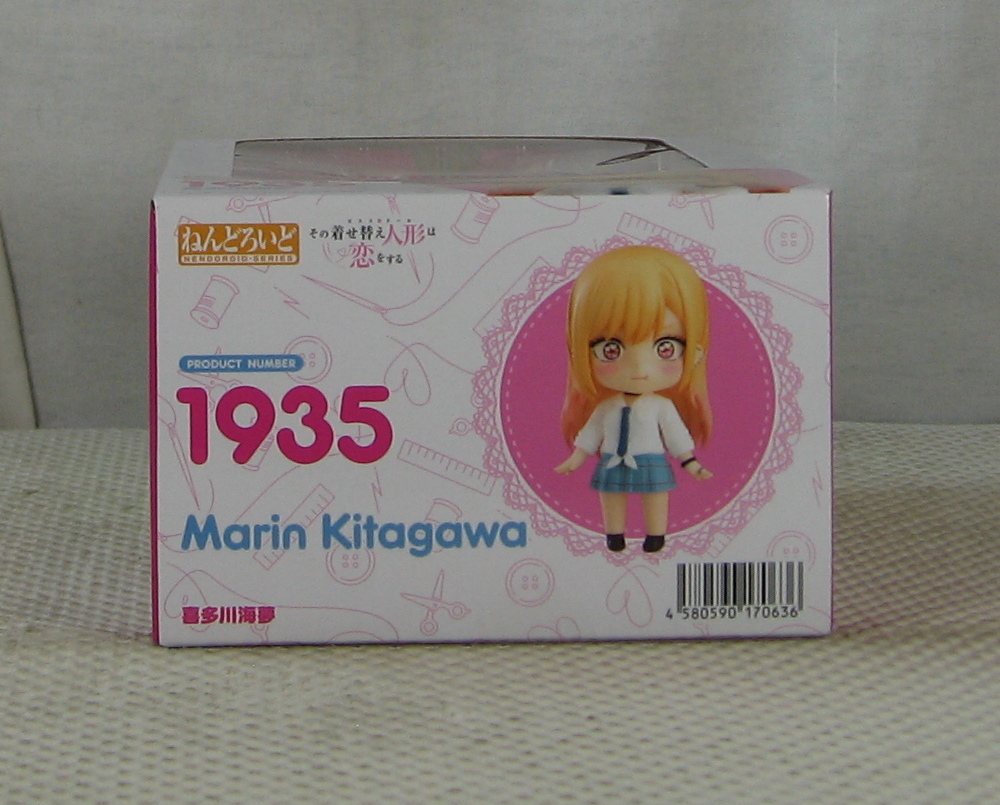 ねんどろいど
NENDOROID-SERIES
その着せ替え人形は
恋をする
PRODUCT NUMBER
1935
Marin Kitagawa
喜多川海夢
4 580590 170636